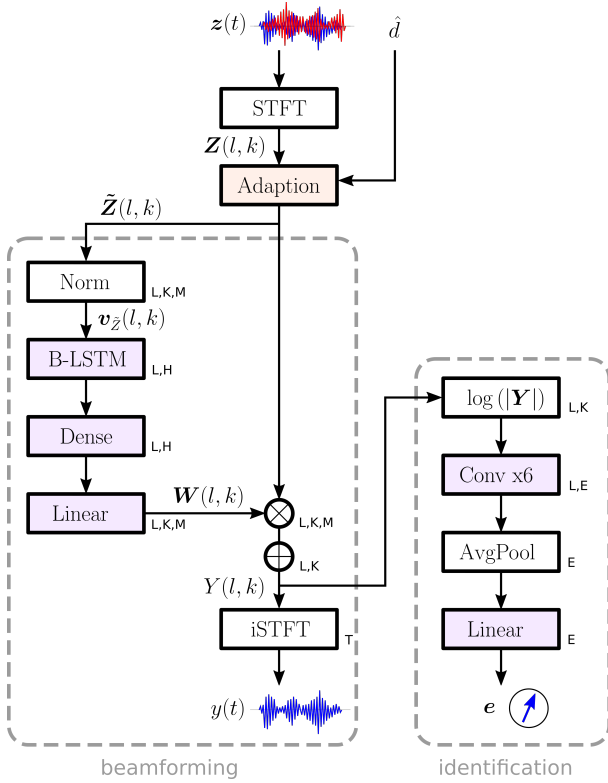 z(t)
d̂
STFT
Z(l, k)
Adaption
Z̃(l, k)
Norm
L,K,M
v_Z̃(l, k)
B-LSTM
L,H
Dense
L,H
Linear
L,K,M
W(l, k)
L,K,M
L,K
Y(l, k)
iSTFT
T
y(t)
beamforming
log (|Y|)
L,K
Conv x6
L,E
AvgPool
E
Linear
E
e
identification